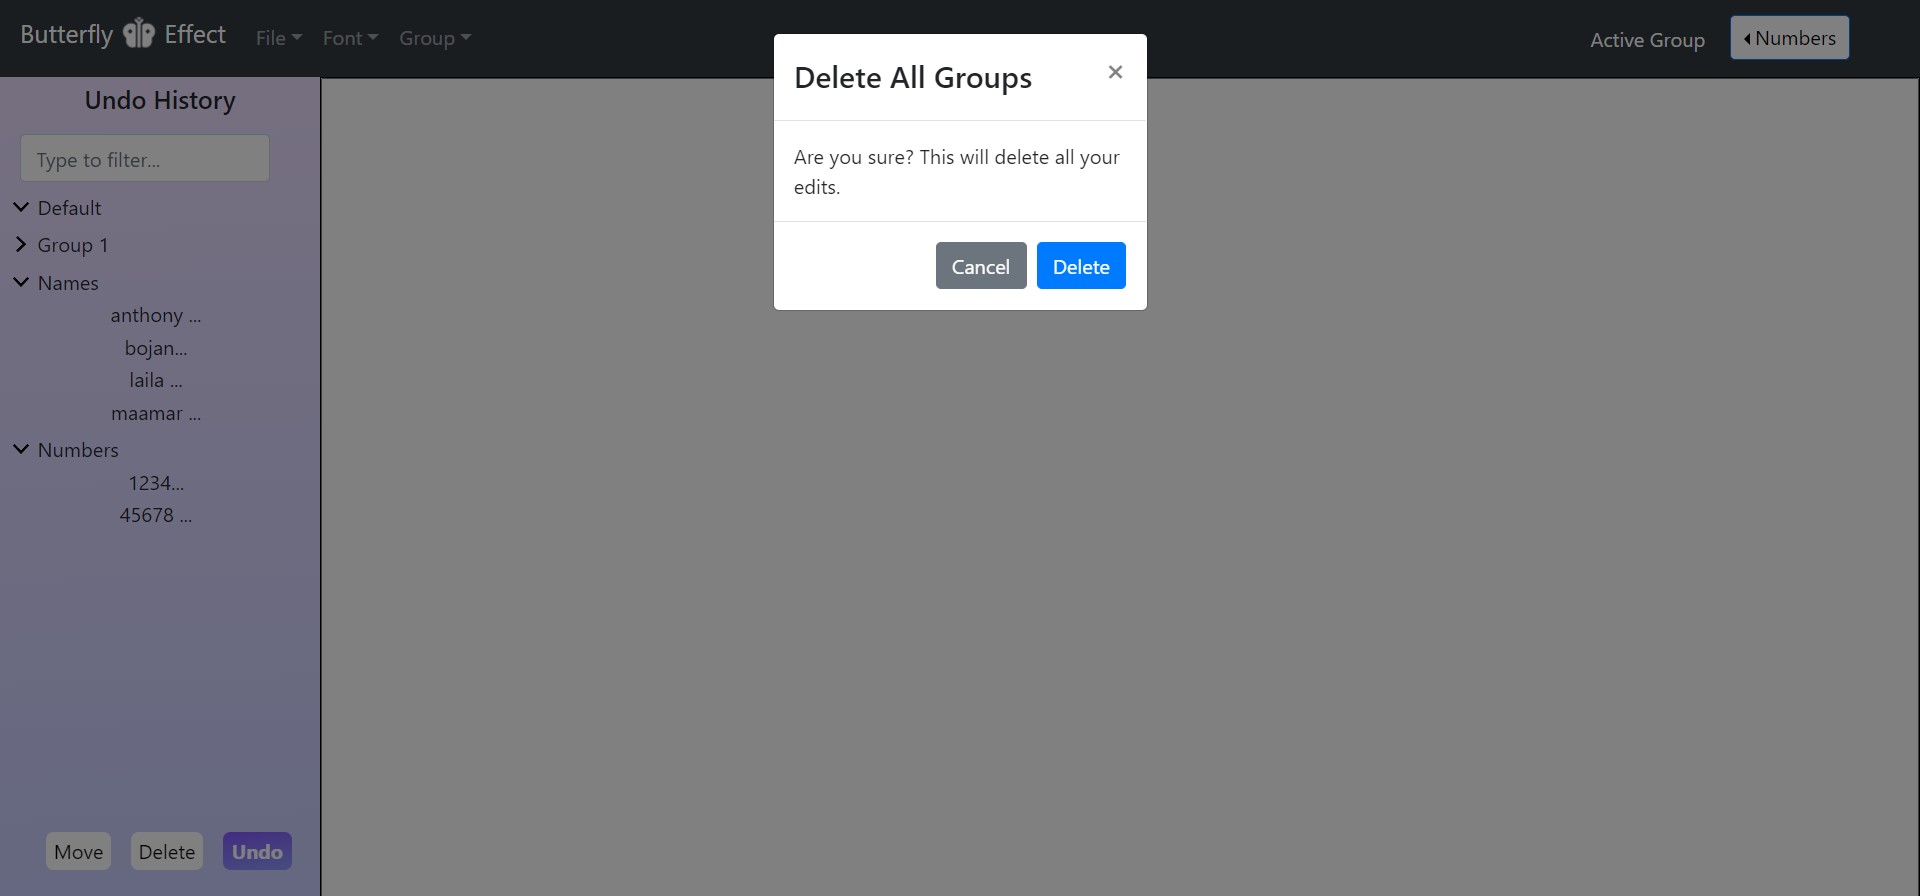 Butterfly Effect File Font Group Active Group Numbers
Undo History
Type to filter...
Default
Group 1
Names
anthony ...
bojan...
laila ...
maamar ...
Numbers
1234...
45678 ...
Move Delete Undo
Delete All Groups ×
Are you sure? This will delete all your
edits.
Cancel Delete